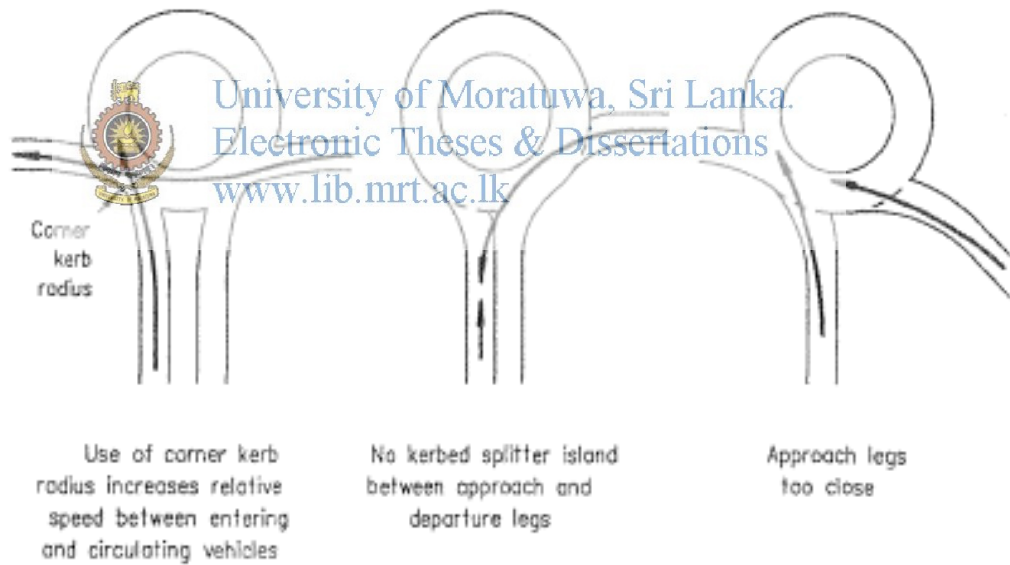 University of Moratuwa, Sri Lanka.
Electronic Theses & Dissertations
www.lib.mrt.ac.lk
Corner
kerb
radius
Use of corner kerb
radius increases relative
speed between entering
and circulating vehicles
No kerbed splitter island
between approach and
departure legs
Approach legs
too close